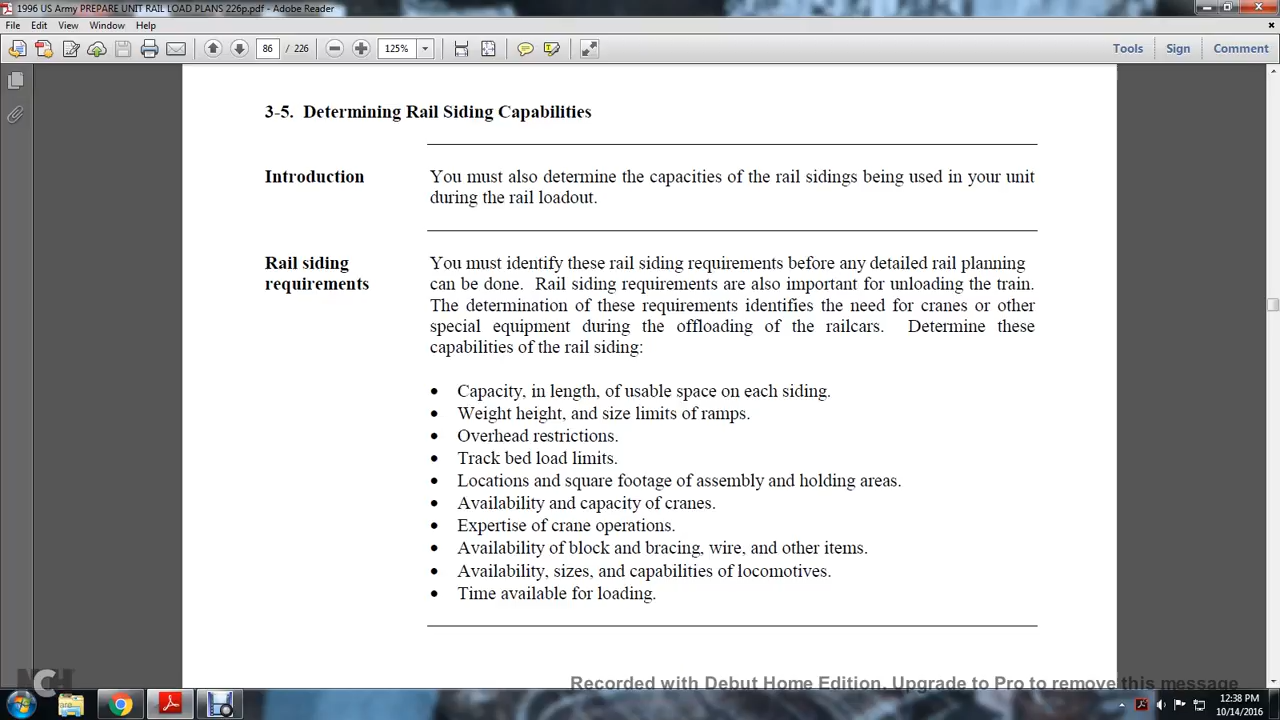 1996 US Army PREPARE UNIT RAIL LOAD PLANS 226p.pdf - Adobe Reader
File Edit View Window Help
86 / 226 125% Tools Sign Comment
3-5. Determining Rail Siding Capabilities
Introduction You must also determine the capacities of the rail sidings being used in your unit
during the rail loadout.
Rail siding You must identify these rail siding requirements before any detailed rail planning
requirements can be done. Rail siding requirements are also important for unloading the train.
The determination of these requirements identifies the need for cranes or other
special equipment during the offloading of the railcars. Determine these
capabilities of the rail siding:
• Capacity, in length, of usable space on each siding.
• Weight height, and size limits of ramps.
• Overhead restrictions.
• Track bed load limits.
• Locations and square footage of assembly and holding areas.
• Availability and capacity of cranes.
• Expertise of crane operations.
• Availability of block and bracing, wire, and other items.
• Availability, sizes, and capabilities of locomotives.
• Time available for loading.
NCH
Recorded with Debut Home Edition. Upgrade to Pro to remove this message
12:38 PM
10/14/2016